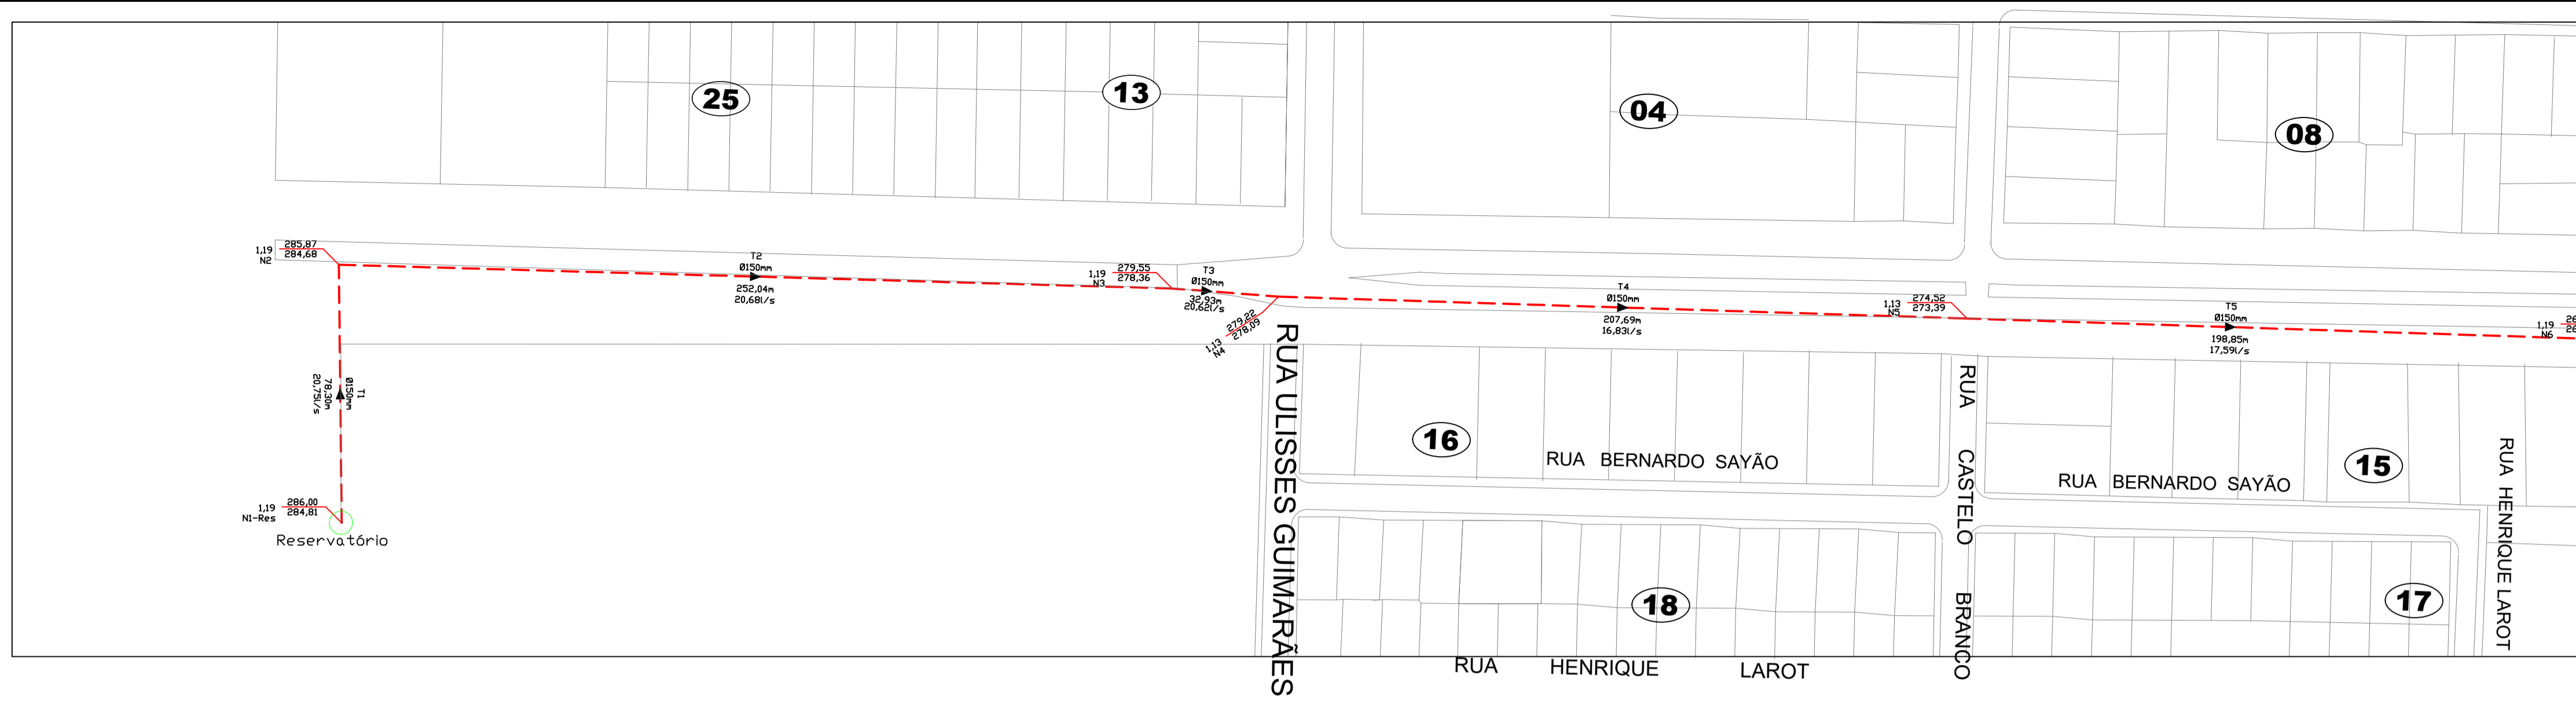 25
13
04
08
285,87
1,19
284,68
N2
T2
Ø150mm
252,04m
20,68l/s
279,55
1,19
278,36
N3
T3
Ø150mm
32,93m
20,62l/s
279,22
278,09
1,13
N4
T4
Ø150mm
207,69m
16,83l/s
274,52
1,13
273,39
N5
T5
Ø150mm
198,85m
17,59l/s
1,19
N6
T1
Ø150mm
78,30m
20,75l/s
286,00
1,19
284,81
N1-Res
Reservatório
RUA ULISSES GUIMARÃES
16
RUA BERNARDO SAYÃO
RUA CASTELO BRANCO
15
RUA BERNARDO SAYÃO
RUA HENRIQUE LAROT
18
17
RUA HENRIQUE LAROT